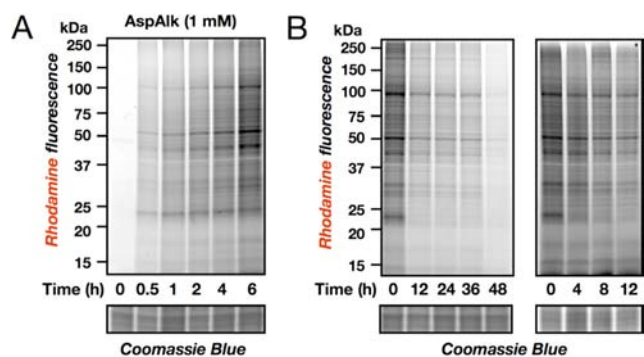 A
AspAlk (1 mM)
kDa
250
150
100
75
50
37
25
20
15
Rhodamine fluorescence
Time (h) 0 0.5 1 2 4 6
Coomassie Blue
B
kDa
250
150
100
75
50
37
25
20
15
Rhodamine fluorescence
Time (h) 0 12 24 36 48
0 4 8 12
Coomassie Blue